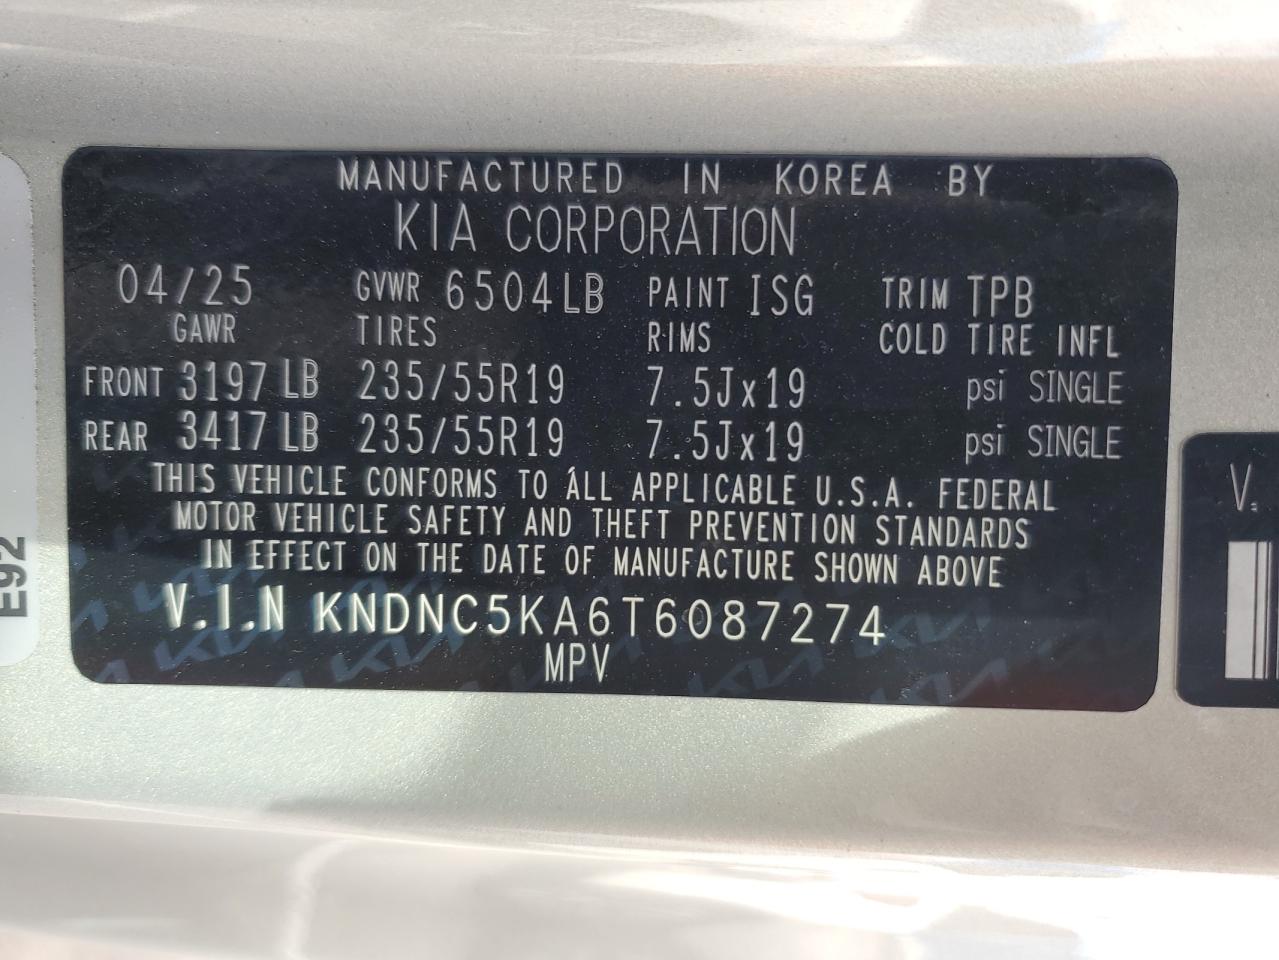 MANUFACTURED IN KOREA BY
KIA CORPORATION
04/25 GVWR 6504LB PAINT ISG TRIM TPB
GAWR TIRES RIMS COLD TIRE INFL
FRONT 3197 LB 235/55R19 7.5Jx19 psi SINGLE
REAR 3417 LB 235/55R19 7.5Jx19 psi SINGLE
THIS VEHICLE CONFORMS TO ALL APPLICABLE U.S.A. FEDERAL
MOTOR VEHICLE SAFETY AND THEFT PREVENTION STANDARDS
IN EFFECT ON THE DATE OF MANUFACTURE SHOWN ABOVE
V.I.N KNDNC5KA6T6087274
MPV
E92
V.